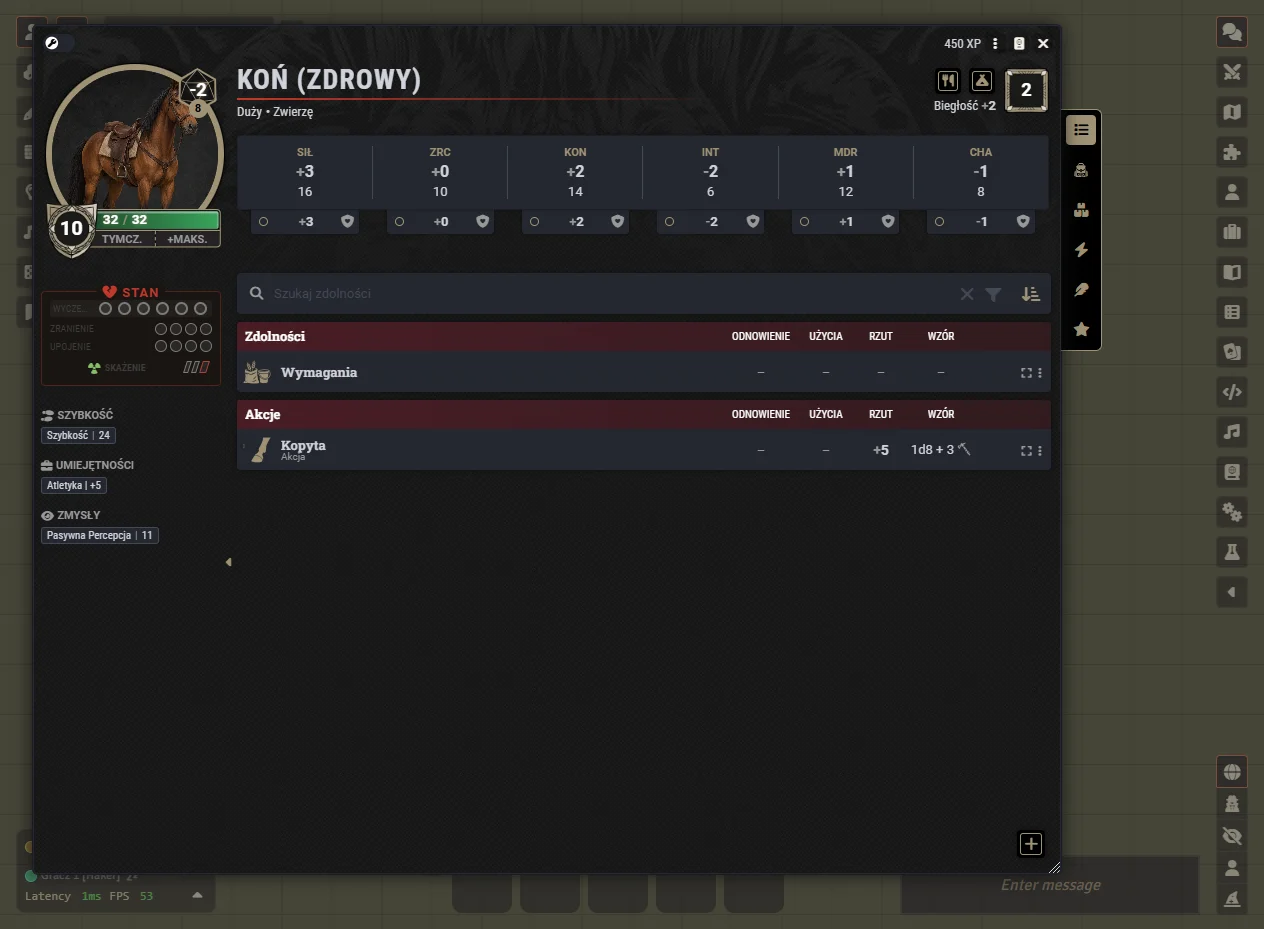 450 XP
KOŃ (ZDROWY)
-2
8
Duży • Zwierzę
Biegłość +2
2
SIŁ ZRC KON INT MDR CHA
+3 +0 +2 -2 +1 -1
16 10 14 6 12 8
+3 +0 +2 -2 +1 -1
10
32 / 32
TYMCZ. +MAKS.
STAN
WYCZE...
ZRANIENIE
UPOJENIE
SKAŻENIE
SZYBKOŚĆ
Szybkość | 24
UMIEJĘTNOŚCI
Atletyka | +5
ZMYSŁY
Pasywna Percepcja | 11
Szukaj zdolności
Zdolności ODNOWIENIE UŻYCIA RZUT WZÓR
Wymagania – – – –
Akcje ODNOWIENIE UŻYCIA RZUT WZÓR
Kopyta – – +5 1d8 + 3
Akcja
Gracz 1 [Haker]
Latency 1ms FPS 53
Enter message